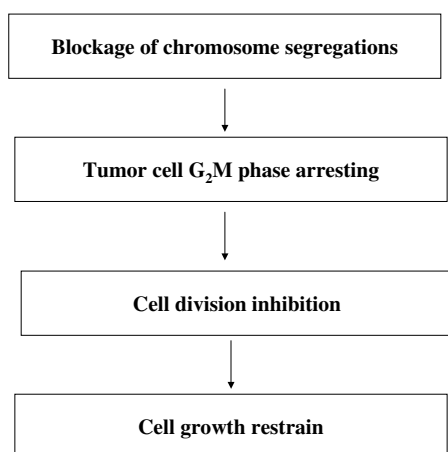 Blockage of chromosome segregations
Tumor cell G₂M phase arresting
Cell division inhibition
Cell growth restrain